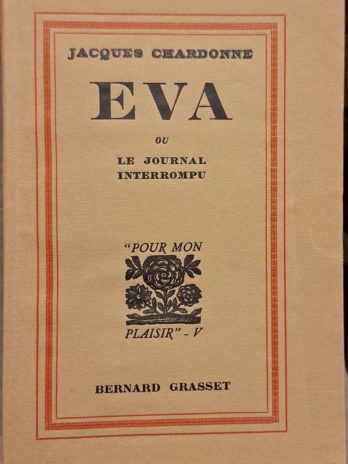 JACQUES CHARDONNE
EVA
OU
LE JOURNAL
INTERROMPU
"POUR MON
PLAISIR" - V
BERNARD GRASSET